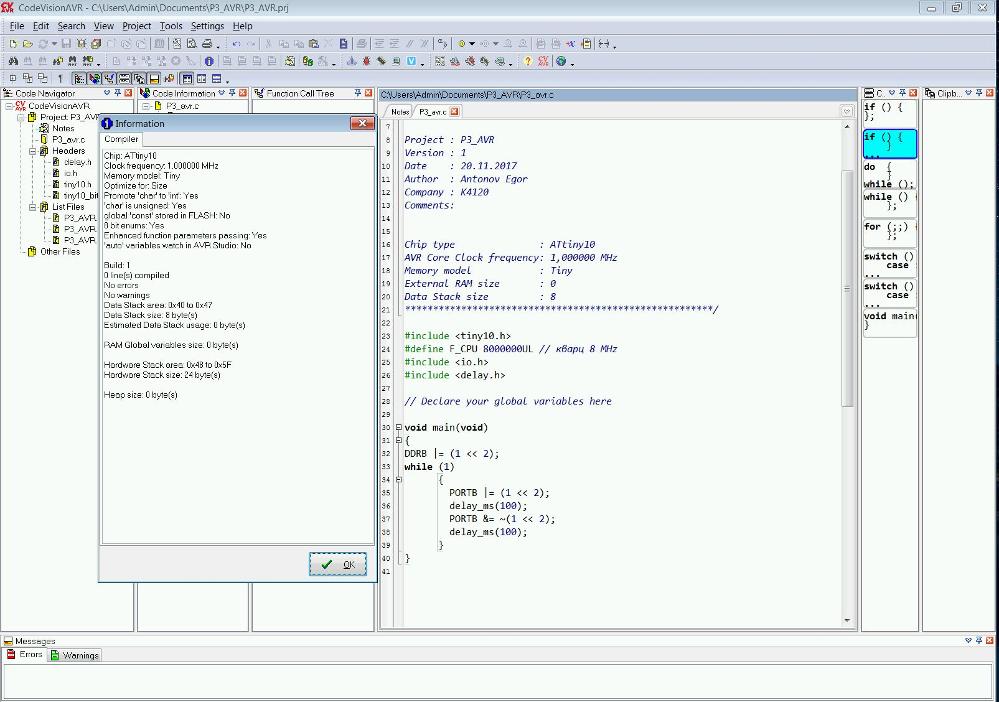 CodeVisionAVR - C:\Users\Admin\Documents\P3_AVR\P3_AVR.prj
File Edit Search View Project Tools Settings Help
Code Navigator
CodeVisionAVR
Project: P3_AVR
Notes
P3_avr.c
Headers
delay.h
io.h
tiny10.h
tiny10_bit
List Files
P3_AVR.
P3_AVR.
P3_AVR.
Other Files
Code Information
P3_avr.c
Function Call Tree
Information
Compiler
Chip: ATtiny10
Clock frequency: 1,000000 MHz
Memory model: Tiny
Optimize for: Size
Promote 'char' to 'int': Yes
'char' is unsigned: Yes
global 'const' stored in FLASH: No
8 bit enums: Yes
Enhanced function parameters passing: Yes
'auto' variables watch in AVR Studio: No
Build: 1
0 line(s) compiled
No errors
No warnings
Data Stack area: 0x40 to 0x47
Data Stack size: 8 byte(s)
Estimated Data Stack usage: 0 byte(s)
RAM Global variables size: 0 byte(s)
Hardware Stack area: 0x48 to 0x5F
Hardware Stack size: 24 byte(s)
Heap size: 0 byte(s)
OK
C:\Users\Admin\Documents\P3_AVR\P3_avr.c
Notes P3_avr.c
7
8 Project : P3_AVR
9 Version : 1
10 Date    : 20.11.2017
11 Author  : Antonov Egor
12 Company : K4120
13 Comments:
14
15
16 Chip type               : ATtiny10
17 AVR Core Clock frequency: 1,000000 MHz
18 Memory model            : Tiny
19 External RAM size       : 0
20 Data Stack size         : 8
21 *******************************************************/
22
23 #include <tiny10.h>
24 #define F_CPU 8000000UL // кварц 8 MHz
25 #include <io.h>
26 #include <delay.h>
27
28 // Declare your global variables here
29
30 void main(void)
31 {
32 DDRB |= (1 << 2);
33 while (1)
34       {
35         PORTB |= (1 << 2);
36         delay_ms(100);
37         PORTB &= ~(1 << 2);
38         delay_ms(100);
39       }
40 }
41
C..
if () {
};
if () {
}
...
do {
}
while ();
while () {
};
for (;;) {
};
switch ()
case :
...
switch ()
case :
...
void main(
}
Clipb...
Messages
Errors Warnings